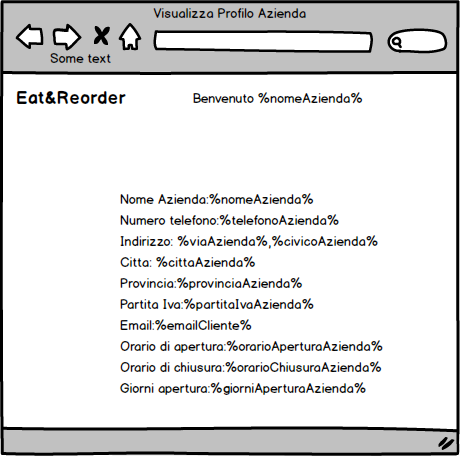 Visualizza Profilo Azienda
Some text
Eat&Reorder
Benvenuto %nomeAzienda%
Nome Azienda:%nomeAzienda%
Numero telefono:%telefonoAzienda%
Indirizzo: %viaAzienda%,%civicoAzienda%
Citta: %cittaAzienda%
Provincia:%provinciaAzienda%
Partita Iva:%partitaIvaAzienda%
Email:%emailCliente%
Orario di apertura:%orarioAperturaAzienda%
Orario di chiusura:%orarioChiusuraAzienda%
Giorni apertura:%giorniAperturaAzienda%